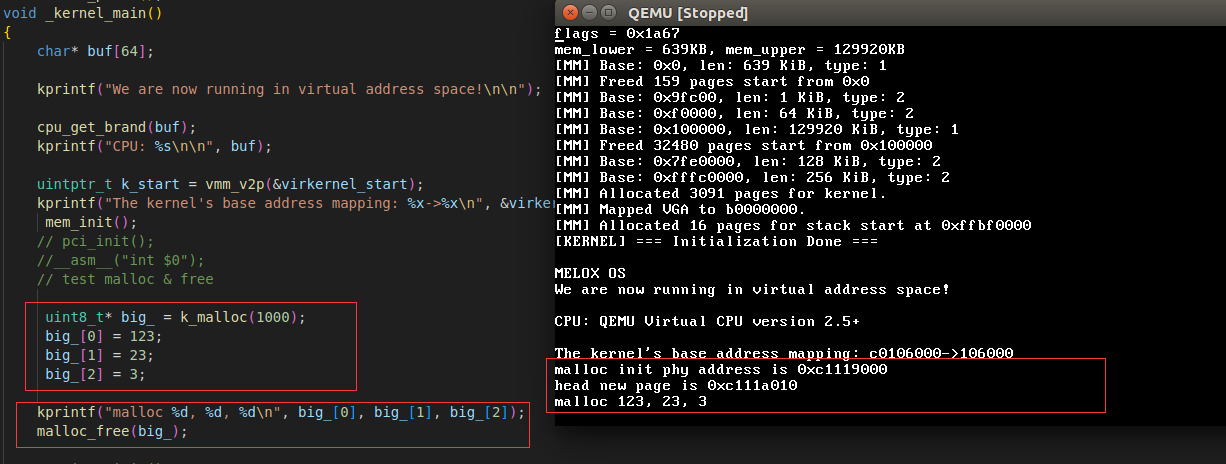 void _kernel_main()
{
char* buf[64];
kprintf("We are now running in virtual address space!\n\n");
cpu_get_brand(buf);
kprintf("CPU: %s\n\n", buf);
uintptr_t k_start = vmm_v2p(&virkernel_start);
kprintf("The kernel's base address mapping: %x->%x\n", &virker
mem_init();
// pci_init();
//__asm__("int $0");
// test malloc & free
uint8_t* big_ = k_malloc(1000);
big_[0] = 123;
big_[1] = 23;
big_[2] = 3;
kprintf("malloc %d, %d, %d\n", big_[0], big_[1], big_[2]);
malloc_free(big_);
QEMU [Stopped]
flags = 0x1a67
mem_lower = 639KB, mem_upper = 129920KB
[MM] Base: 0x0, len: 639 KiB, type: 1
[MM] Freed 159 pages start from 0x0
[MM] Base: 0x9fc00, len: 1 KiB, type: 2
[MM] Base: 0xf0000, len: 64 KiB, type: 2
[MM] Base: 0x100000, len: 129920 KiB, type: 1
[MM] Freed 32480 pages start from 0x100000
[MM] Base: 0x7fe0000, len: 128 KiB, type: 2
[MM] Base: 0xfffc0000, len: 256 KiB, type: 2
[MM] Allocated 3091 pages for kernel.
[MM] Mapped VGA to b0000000.
[MM] Allocated 16 pages for stack start at 0xffbf0000
[KERNEL] === Initialization Done ===
MELOX OS
We are now running in virtual address space!
CPU: QEMU Virtual CPU version 2.5+
The kernel's base address mapping: c0106000->106000
malloc init phy address is 0xc1119000
head new page is 0xc111a010
malloc 123, 23, 3